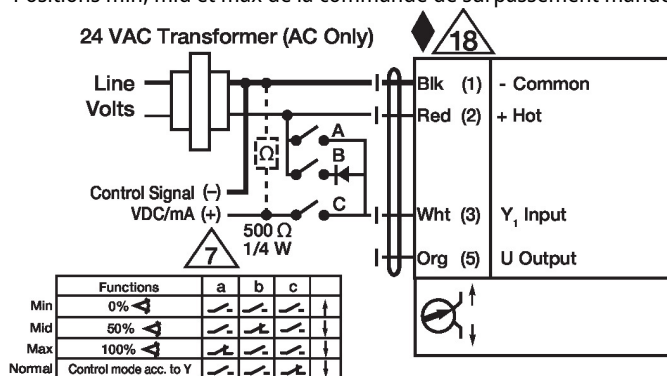 Positions min, mid et max de la commande de surpassement
24 VAC Transformer (AC Only)
18
Line
Volts
Blk (1) - Common
Red (2) + Hot
A
B
Ω
Control Signal (–)
VDC/mA (+)
C
Wht (3) Y₁ Input
500 Ω
1/4 W
7
Org (5) U Output
Functions a b c
Min 0%
Mid 50%
Max 100%
Normal Control mode acc. to Y